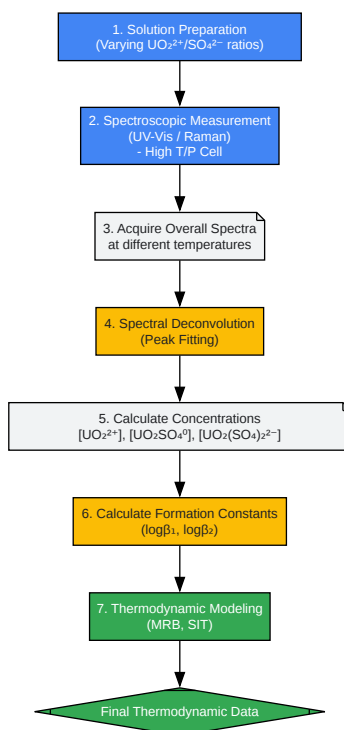 1. Solution Preparation
(Varying UO₂²⁺/SO₄²⁻ ratios)
2. Spectroscopic Measurement
(UV-Vis / Raman)
- High T/P Cell
3. Acquire Overall Spectra
at different temperatures
4. Spectral Deconvolution
(Peak Fitting)
5. Calculate Concentrations
[UO₂²⁺], [UO₂SO₄⁰], [UO₂(SO₄)₂²⁻]
6. Calculate Formation Constants
(logβ₁, logβ₂)
7. Thermodynamic Modeling
(MRB, SIT)
Final Thermodynamic Data